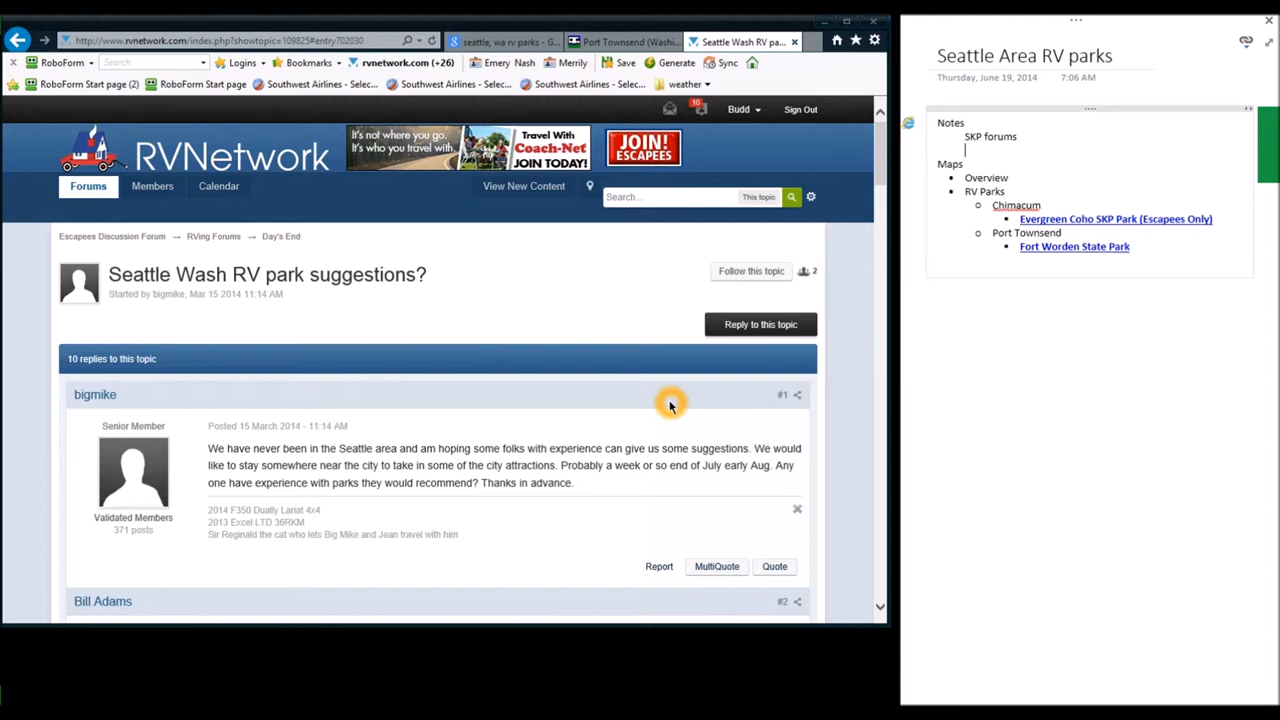 http://www.rvnetwork.com/index.php?showtopic=109825#entry702030
seattle, wa rv parks - G...
Port Townsend (Washi...
Seattle Wash RV pa...
RoboForm
Search
Logins
Bookmarks
rvnetwork.com (+26)
Emery Nash
Merrily
Save
Generate
Sync
RoboForm Start page (2)
RoboForm Start page
Southwest Airlines - Selec...
Southwest Airlines - Selec...
Southwest Airlines - Selec...
weather
10
Budd
Sign Out
RVNetwork
It's not where you go.
It's who you travel with.
Travel With
Coach-Net
JOIN TODAY!
JOIN!
ESCAPEES
Forums
Members
Calendar
View New Content
Search...
This topic
Escapees Discussion Forum → RVing Forums → Day's End
Seattle Wash RV park suggestions?
Started by bigmike, Mar 15 2014 11:14 AM
Follow this topic
2
Reply to this topic
10 replies to this topic
bigmike
#1
Senior Member
Validated Members
371 posts
Posted 15 March 2014 - 11:14 AM
We have never been in the Seattle area and am hoping some folks with experience can give us some suggestions. We would
like to stay somewhere near the city to take in some of the city attractions. Probably a week or so end of July early Aug. Any
one have experience with parks they would recommend? Thanks in advance.
2014 F350 Dually Lariat 4x4
2013 Excel LTD 36RKM
Sir Reginald the cat who lets Big Mike and Jean travel with him
Report
MultiQuote
Quote
Bill Adams
#2
Seattle Area RV parks
Thursday, June 19, 2014 7:06 AM
Notes
SKP forums
Maps
• Overview
• RV Parks
○ Chimacum
▪ Evergreen Coho SKP Park (Escapees Only)
○ Port Townsend
▪ Fort Worden State Park